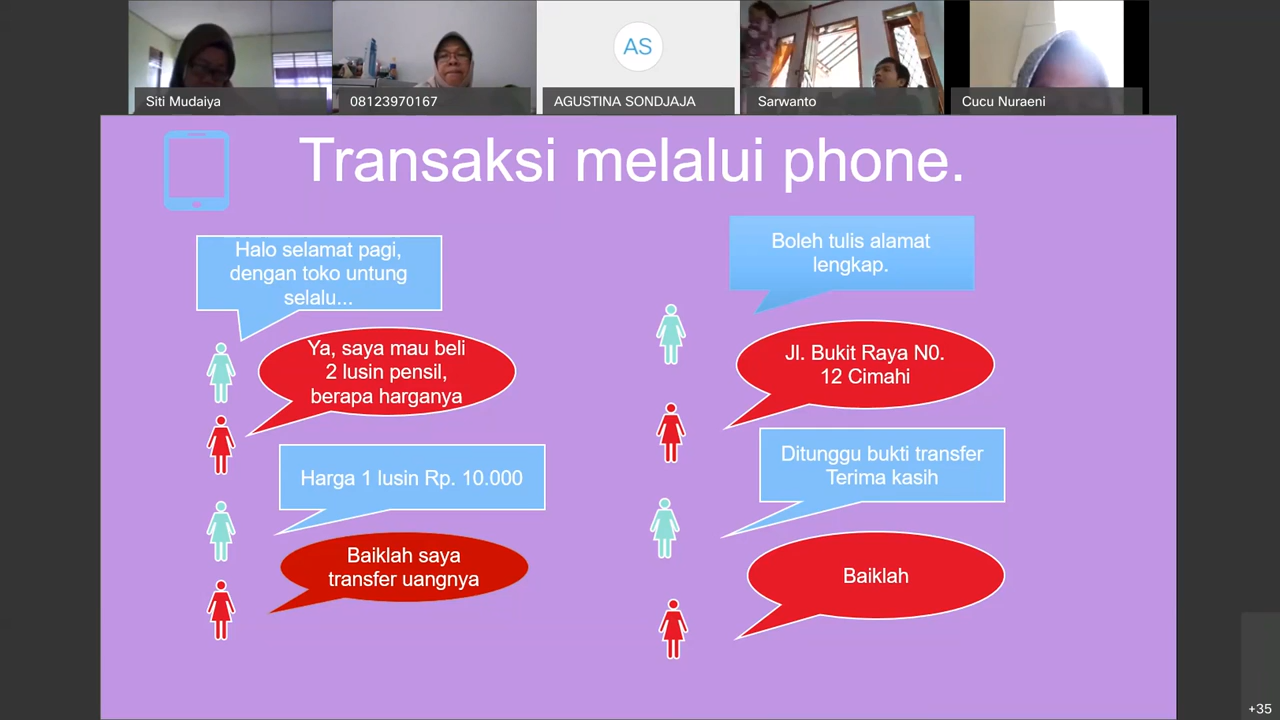 Siti Mudaiya
08123970167
AS
AGUSTINA SONDJAJA
Sarwanto
Cucu Nuraeni
Transaksi melalui phone.
Halo selamat pagi,
dengan toko untung
selalu...
Ya, saya mau beli
2 lusin pensil,
berapa harganya
Harga 1 lusin Rp. 10.000
Baiklah saya
transfer uangnya
Boleh tulis alamat
lengkap.
Jl. Bukit Raya N0.
12 Cimahi
Ditunggu bukti transfer
Terima kasih
Baiklah
+35